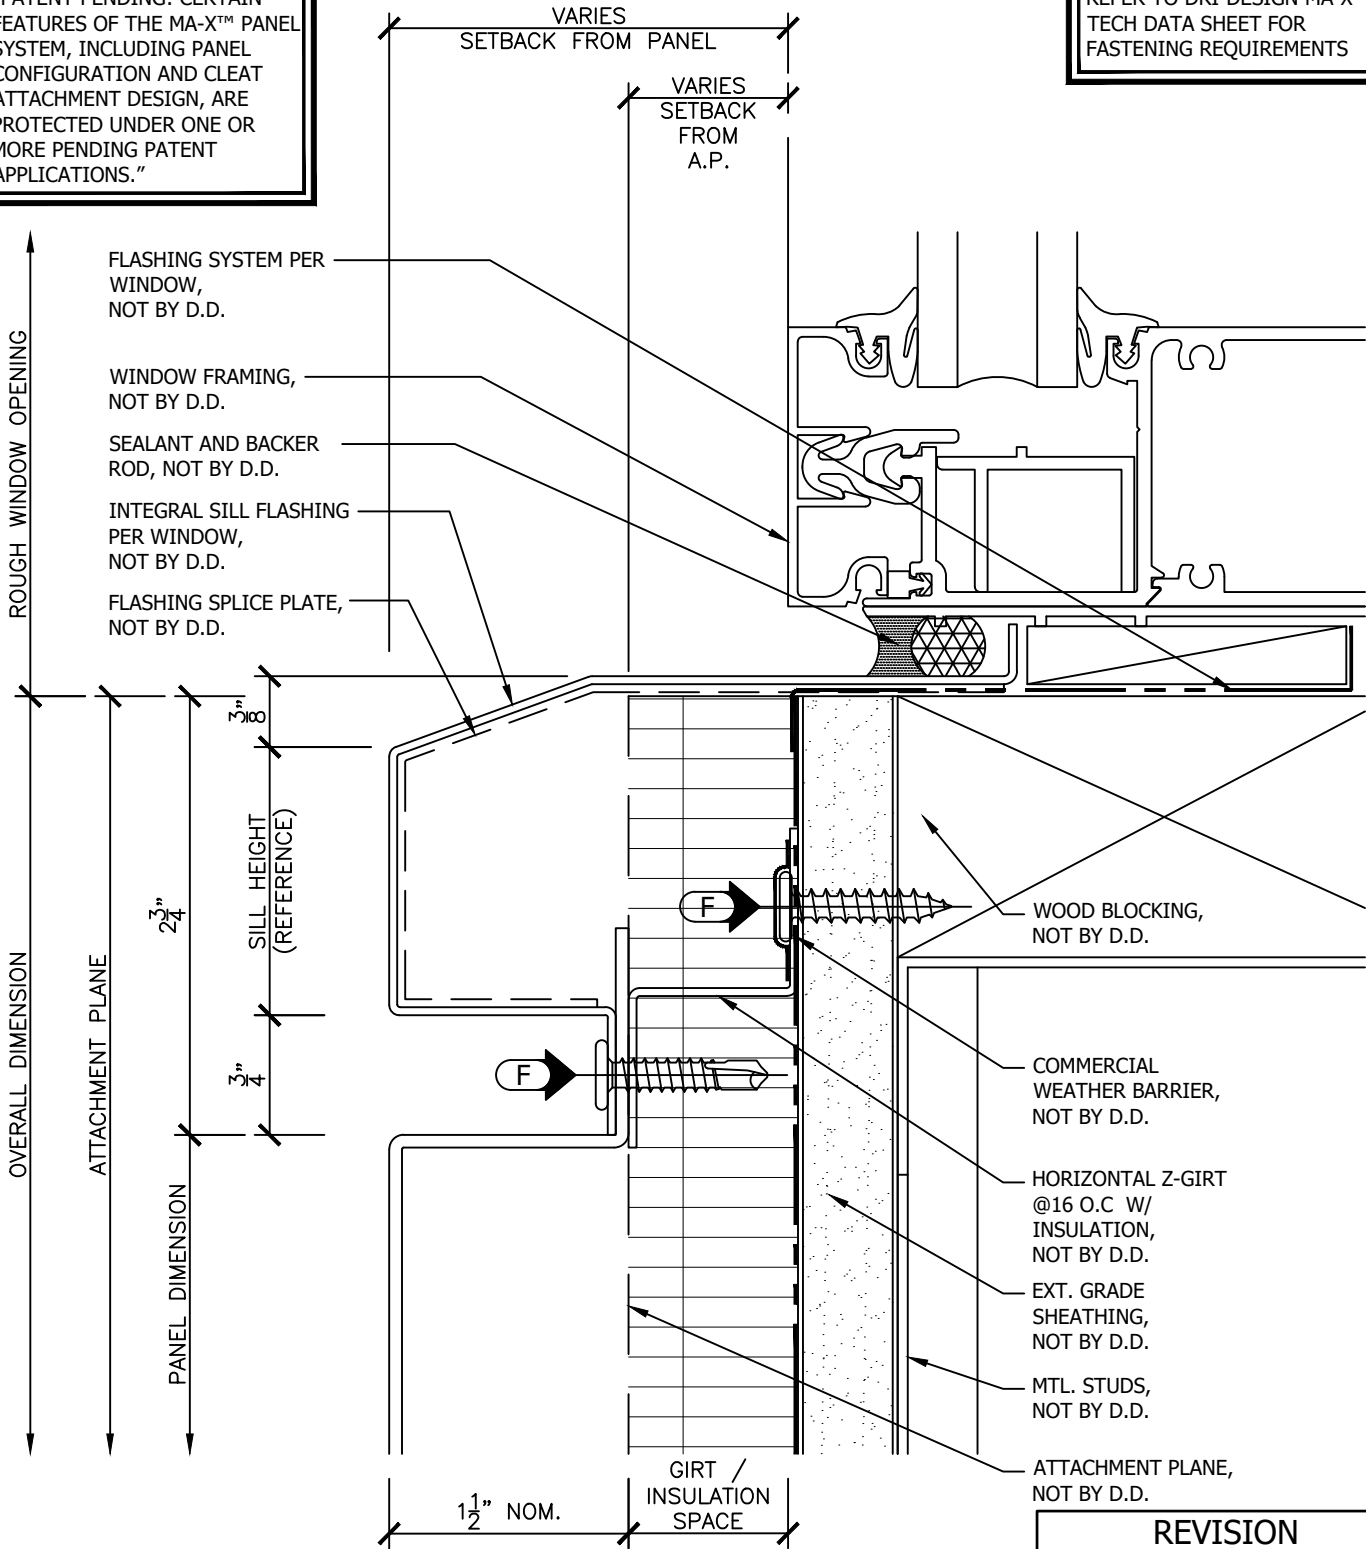 "PATENT PENDING: CERTAIN
FEATURES OF THE MA-X™ PANEL
SYSTEM, INCLUDING PANEL
CONFIGURATION AND CLEAT
ATTACHMENT DESIGN, ARE
PROTECTED UNDER ONE OR
MORE PENDING PATENT
APPLICATIONS.”
VARIES
SETBACK FROM PANEL
VARIES
SETBACK
FROM
A.P.
REFER TO DRI-DESIGN MA-X
TECH DATA SHEET FOR
FASTENING REQUIREMENTS
FLASHING SYSTEM PER
WINDOW,
NOT BY D.D.
WINDOW FRAMING,
NOT BY D.D.
SEALANT AND BACKER
ROD, NOT BY D.D.
INTEGRAL SILL FLASHING
PER WINDOW,
NOT BY D.D.
FLASHING SPLICE PLATE,
NOT BY D.D.
ROUGH WINDOW OPENING
OVERALL DIMENSION
ATTACHMENT PLANE
PANEL DIMENSION
2 3/4”
3/8”
SILL HEIGHT
(REFERENCE)
3/4”
F
F
WOOD BLOCKING,
NOT BY D.D.
COMMERCIAL
WEATHER BARRIER,
NOT BY D.D.
HORIZONTAL Z-GIRT
@16 O.C W/
INSULATION,
NOT BY D.D.
EXT. GRADE
SHEATHING,
NOT BY D.D.
MTL. STUDS,
NOT BY D.D.
ATTACHMENT PLANE,
NOT BY D.D.
1 1/2” NOM.
GIRT /
INSULATION
SPACE
REVISION